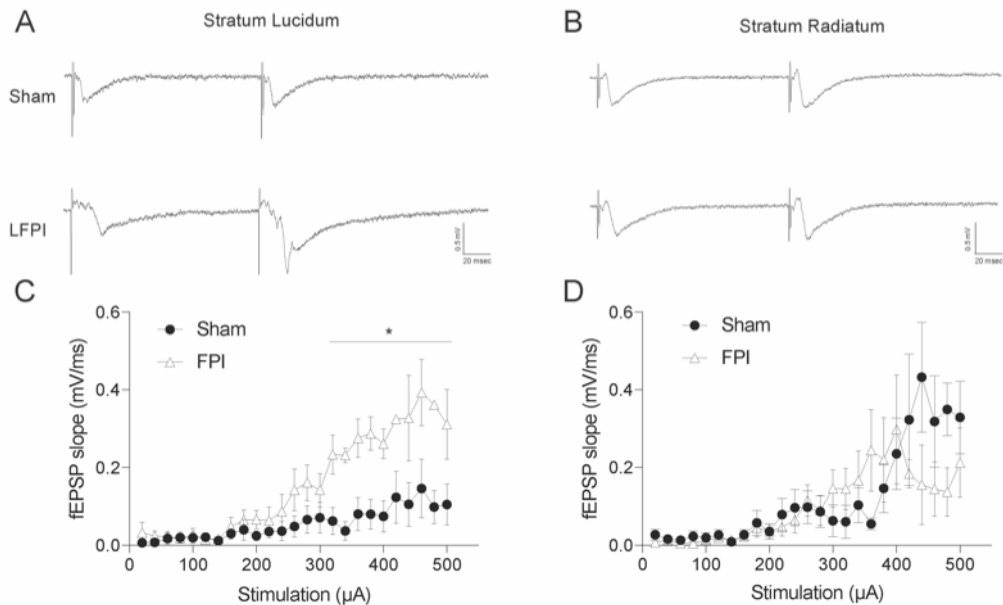 A
Stratum Lucidum
B
Stratum Radiatum
Sham
LFPI
0.5 mV
20 msec
0.5 mV
20 msec
C
Sham
FPI
*
0.6
0.4
0.2
0.0
fEPSP slope (mV/ms)
0 100 200 300 400 500
Stimulation (µA)
D
Sham
FPI
0.6
0.4
0.2
0.0
fEPSP slope (mV/ms)
0 100 200 300 400 500
Stimulation (µA)